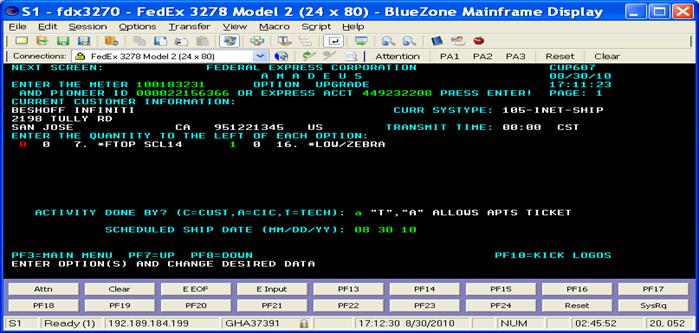 S1 - fdx3270 - FedEx 3278 Model 2 (24 x 80) - BlueZone Mainframe Display
File Edit Session Options Transfer View Macro Script Help
Connections: FedEx 3278 Model 2 (24 x 80) Attention PA1 PA2 PA3 Reset Clear
NEXT SCREEN: FEDERAL EXPRESS CORPORATION CUP607
A M A D E U S 08/30/10
ENTER THE METER 100183231 OPTION UPGRADE 17:11:23
AND PIONEER ID 000022156366 OR EXPRESS ACCT 449232208 PRESS ENTER! PAGE: 1
CURRENT CUSTOMER INFORMATION:
BESHOFF INFINITI CURR SYSTYPE: 105-INET-SHIP
2198 TULLY RD
SAN JOSE CA 951221345 US TRANSMIT TIME: 00:00 CST
ENTER THE QUANTITY TO THE LEFT OF EACH OPTION:
0 0 7. *FTOP SCL14 1 0 16. *LOW/ZEBRA
ACTIVITY DONE BY? (C=CUST,A=CIC,T=TECH): a "T","A" ALLOWS APTS TICKET
SCHEDULED SHIP DATE (MM/DD/YY): 08 30 10
PF3=MAIN MENU PF7=UP PF8=DOWN PF10=KICK LOGOS
ENTER OPTION(S) AND CHANGE DESIRED DATA
Attn Clear E EOF E Input PF13 PF14 PF15 PF16 PF17
PF18 PF19 PF20 PF21 PF22 PF23 PF24 Reset SysRq
S1 Ready (1) 192.189.184.199 GHA37391 17:12:30 8/30/2010 NUM 02:45:52 20, 052